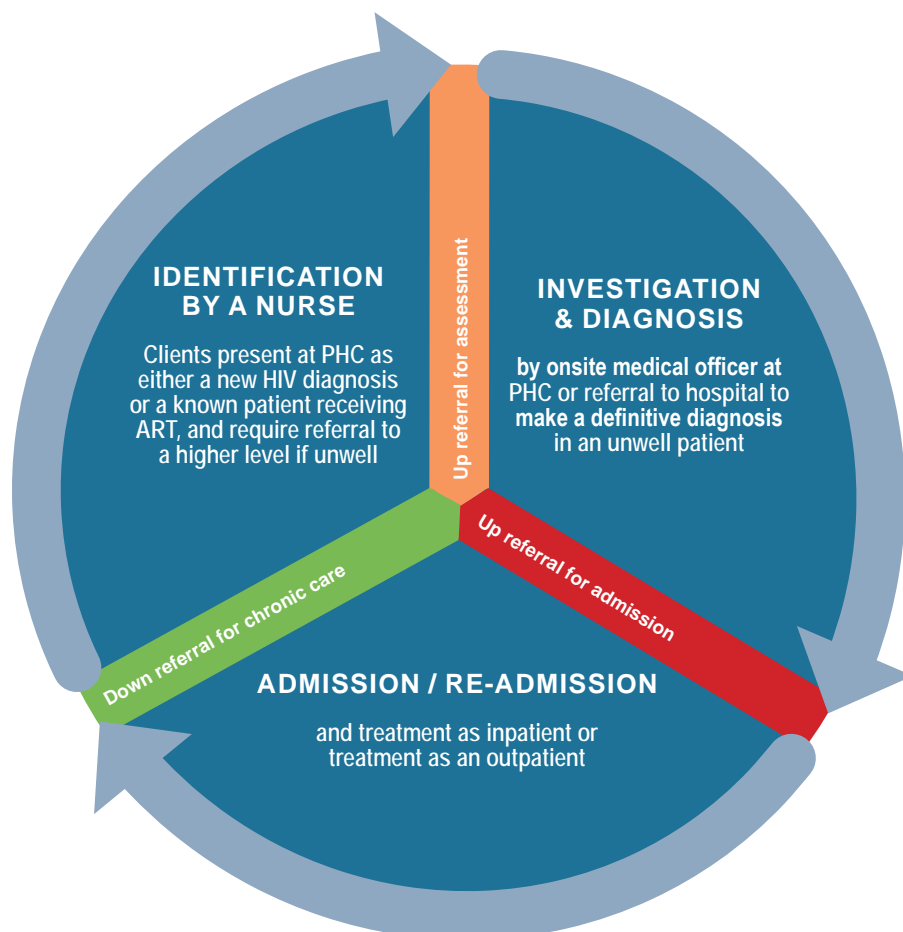 IDENTIFICATION
BY A NURSE
Clients present at PHC as
either a new HIV diagnosis
or a known patient receiving
ART, and require referral to
a higher level if unwell
Up referral for assessment
INVESTIGATION
& DIAGNOSIS
by onsite medical officer at
PHC or referral to hospital to
make a definitive diagnosis
in an unwell patient
Up referral for admission
ADMISSION / RE-ADMISSION
and treatment as inpatient or
treatment as an outpatient
Down referral for chronic care